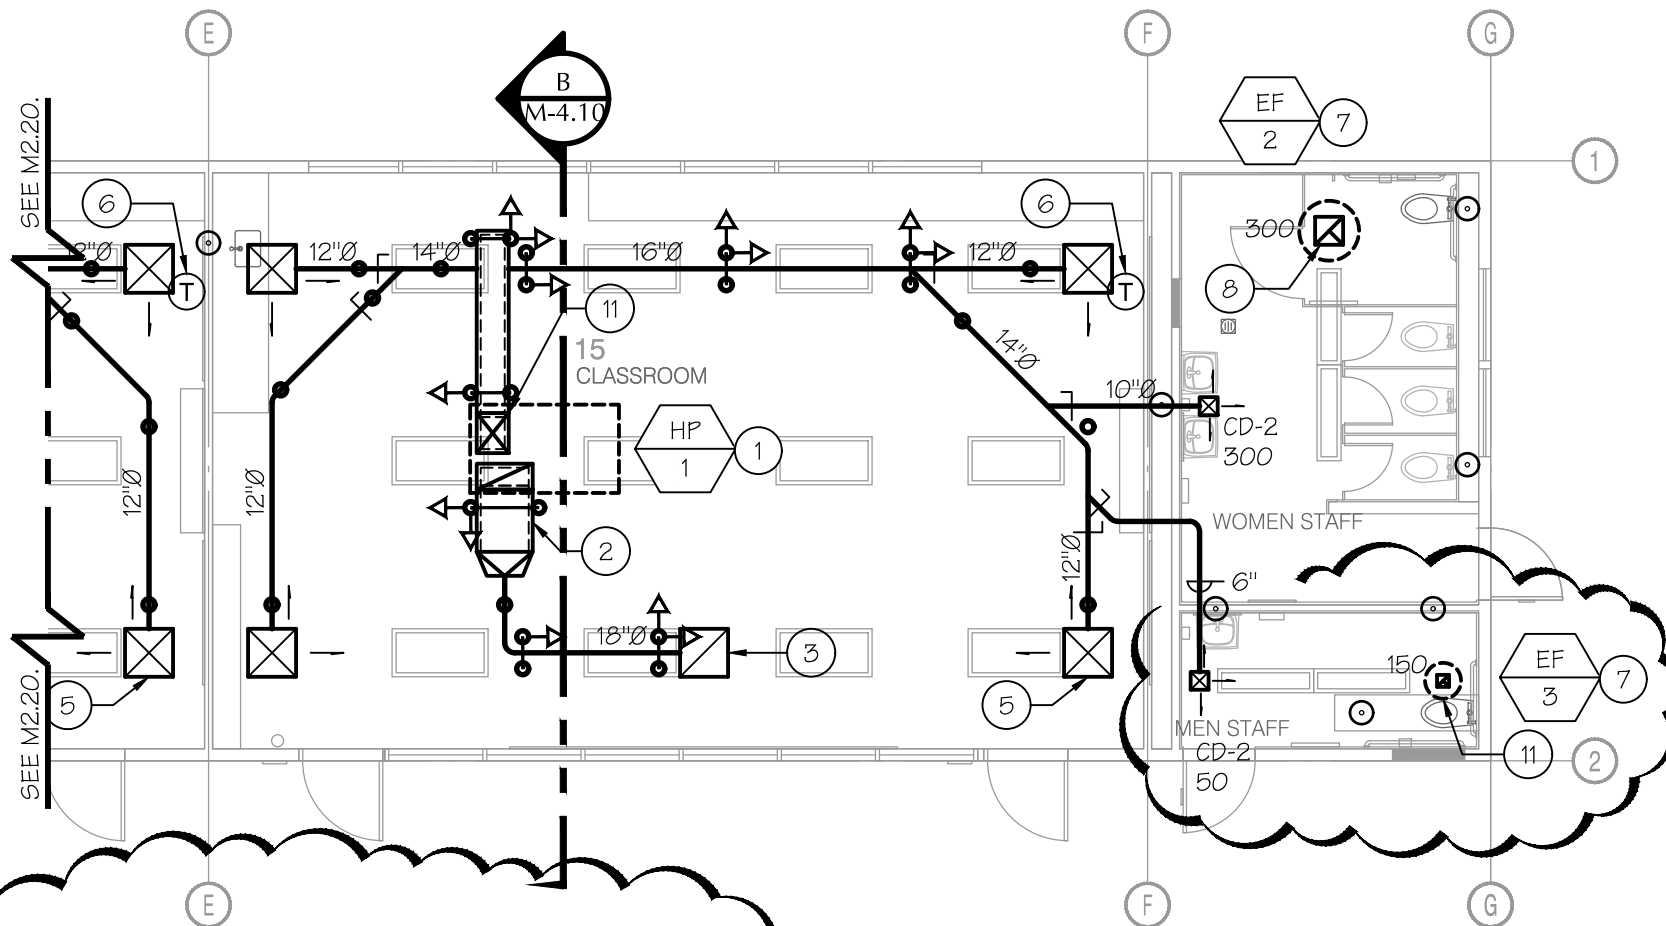 E
F
G
B
M-4.10
EF
2
7
SEE M2.20.
1
6
6
300
8"Ø
12"Ø
14"Ø
16"Ø
12"Ø
T
T
8
11
15
CLASSROOM
14"Ø
10"Ø
HP
1
1
CD-2
300
12"Ø
12"Ø
WOMEN STAFF
2
12"Ø
6"
18"Ø
3
150
EF
3
7
5
5
SEE M2.20.
MEN STAFF
CD-2
50
11
2
E
F
G